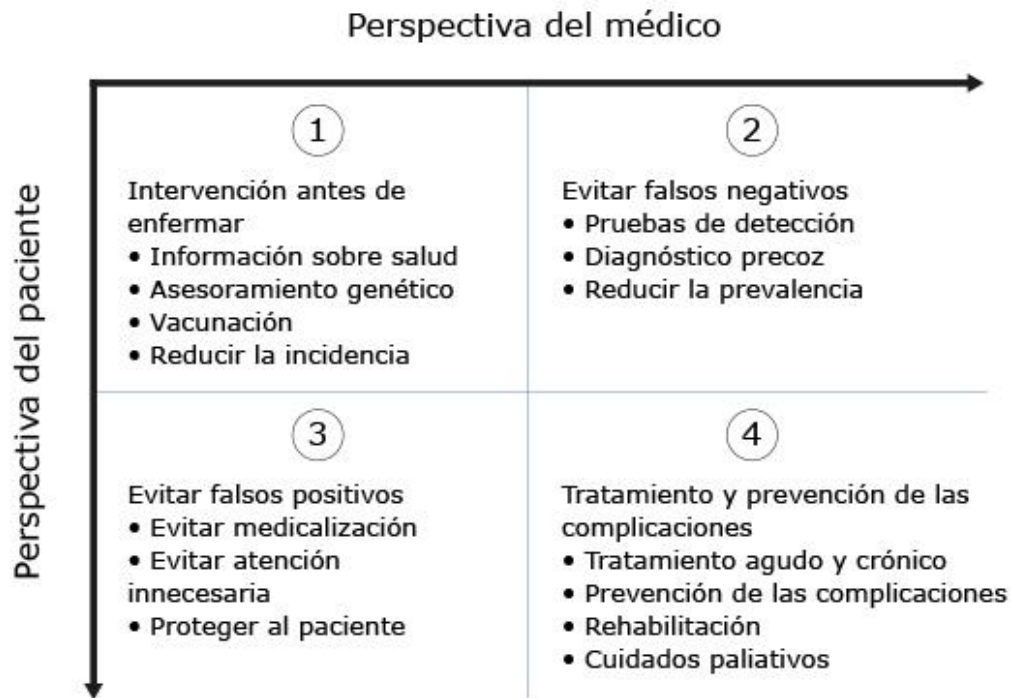 Perspectiva del médico
Perspectiva del paciente
1
Intervención antes de
enfermar
• Información sobre salud
• Asesoramiento genético
• Vacunación
• Reducir la incidencia
2
Evitar falsos negativos
• Pruebas de detección
• Diagnóstico precoz
• Reducir la prevalencia
3
Evitar falsos positivos
• Evitar medicalización
• Evitar atención
innecesaria
• Proteger al paciente
4
Tratamiento y prevención de las
complicaciones
• Tratamiento agudo y crónico
• Prevención de las complicaciones
• Rehabilitación
• Cuidados paliativos